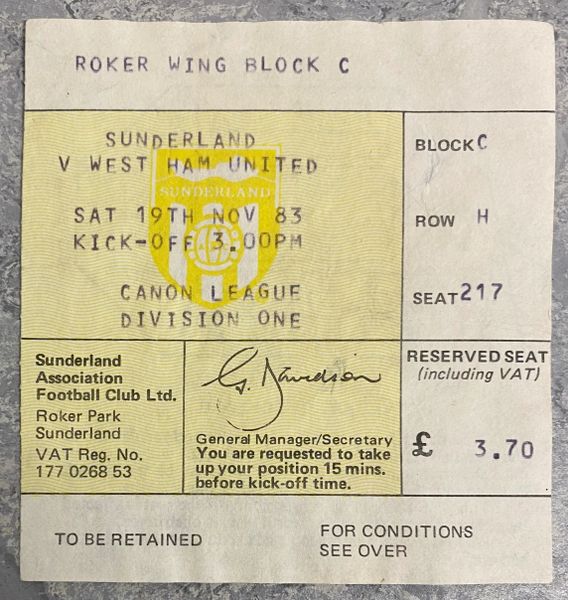 ROKER WING BLOCK C
SUNDERLAND
V WEST HAM UNITED
SUNDERLAND
SAT 19TH NOV 83
KICK-OFF 3.00PM
CANON LEAGUE
DIVISION ONE
BLOCK C
ROW H
SEAT 217
Sunderland
Association
Football Club Ltd.
Roker Park
Sunderland
VAT Reg. No.
177 0268 53
G. Davidson
General Manager/Secretary
You are requested to take
up your position 15 mins.
before kick-off time.
RESERVED SEAT
(including VAT)
£ 3.70
TO BE RETAINED
FOR CONDITIONS
SEE OVER